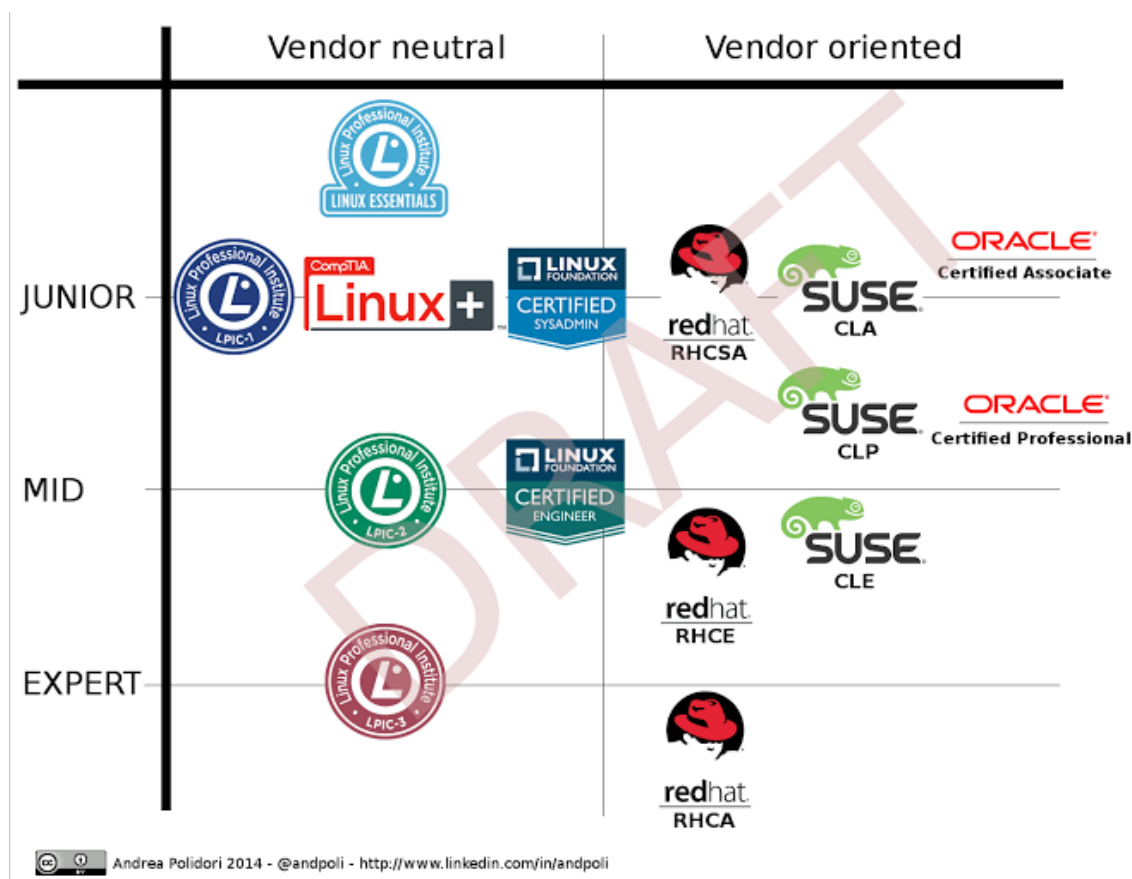 Vendor neutral
Vendor oriented
Linux Professional Institute
LINUX ESSENTIALS
JUNIOR
Linux Professional Institute
LPIC-1
CompTIA
Linux+
™
LINUX
FOUNDATION
CERTIFIED
SYSADMIN
redhat.
RHCSA
SUSE
CLA
ORACLE®
Certified Associate
SUSE
CLP
ORACLE®
Certified Professional
MID
Linux Professional Institute
LPIC-2
LINUX
FOUNDATION
CERTIFIED
ENGINEER
redhat.
RHCE
SUSE
CLE
EXPERT
Linux Professional Institute
LPIC-3
redhat.
RHCA
DRAFT
cc
BY
Andrea Polidori 2014 - @andpoli - http://www.linkedin.com/in/andpoli